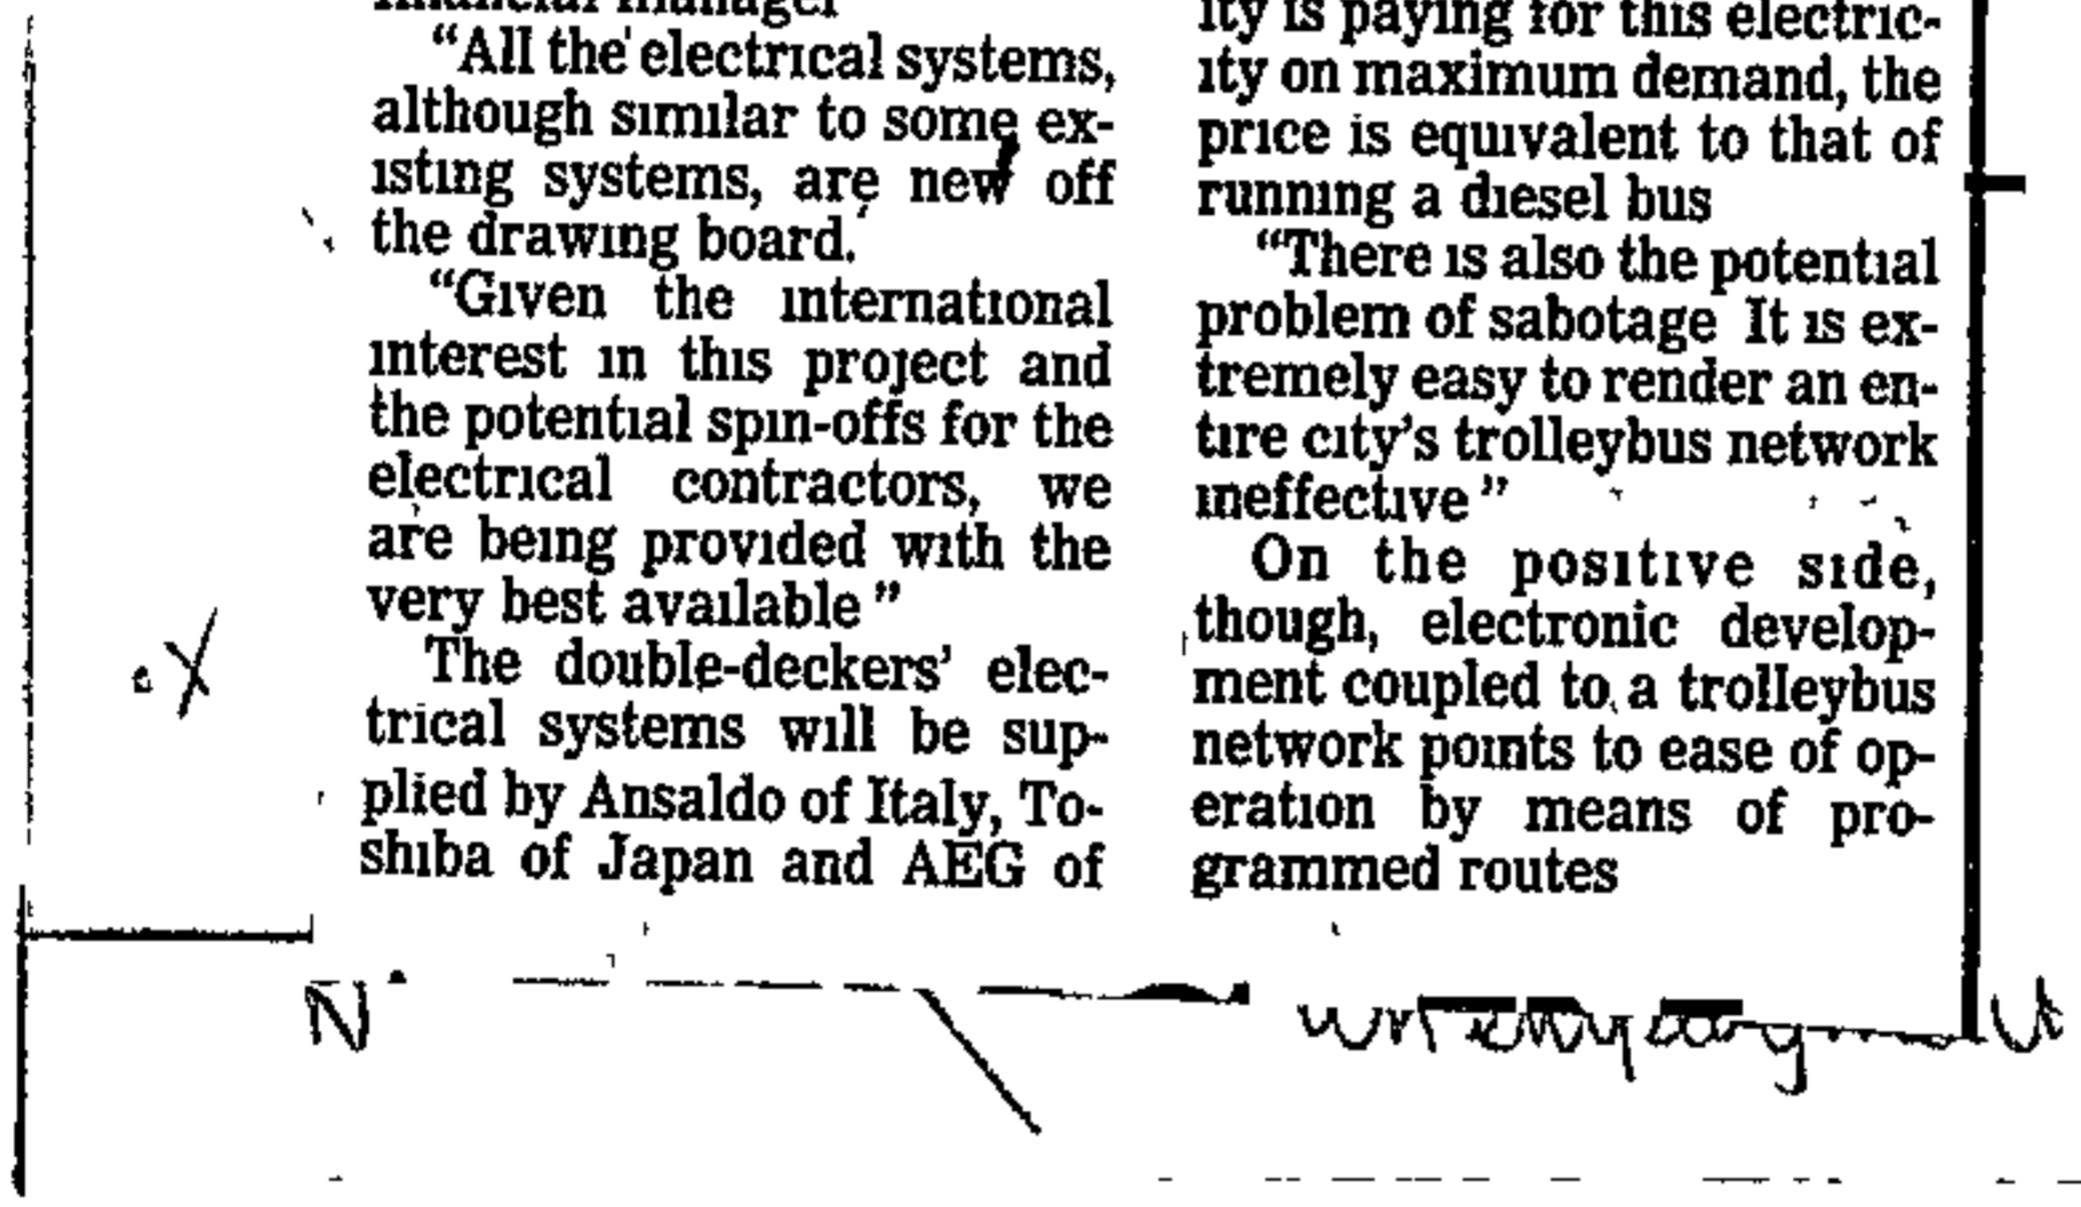 financial manager
“All the electrical systems,
although similar to some ex-
isting systems, are new off
the drawing board.
“Given the international
interest in this project and
the potential spin-offs for the
electrical contractors, we
are being provided with the
very best available”
The double-deckers’ elec-
trical systems will be sup-
plied by Ansaldo of Italy, To-
shiba of Japan and AEG of
ity is paying for this electric-
ity on maximum demand, the
price is equivalent to that of
running a diesel bus
“There is also the potential
problem of sabotage It is ex-
tremely easy to render an en-
tire city’s trolleybus network
ineffective”
On the positive side,
though, electronic develop-
ment coupled to a trolleybus
network points to ease of op-
eration by means of pro-
grammed routes
N